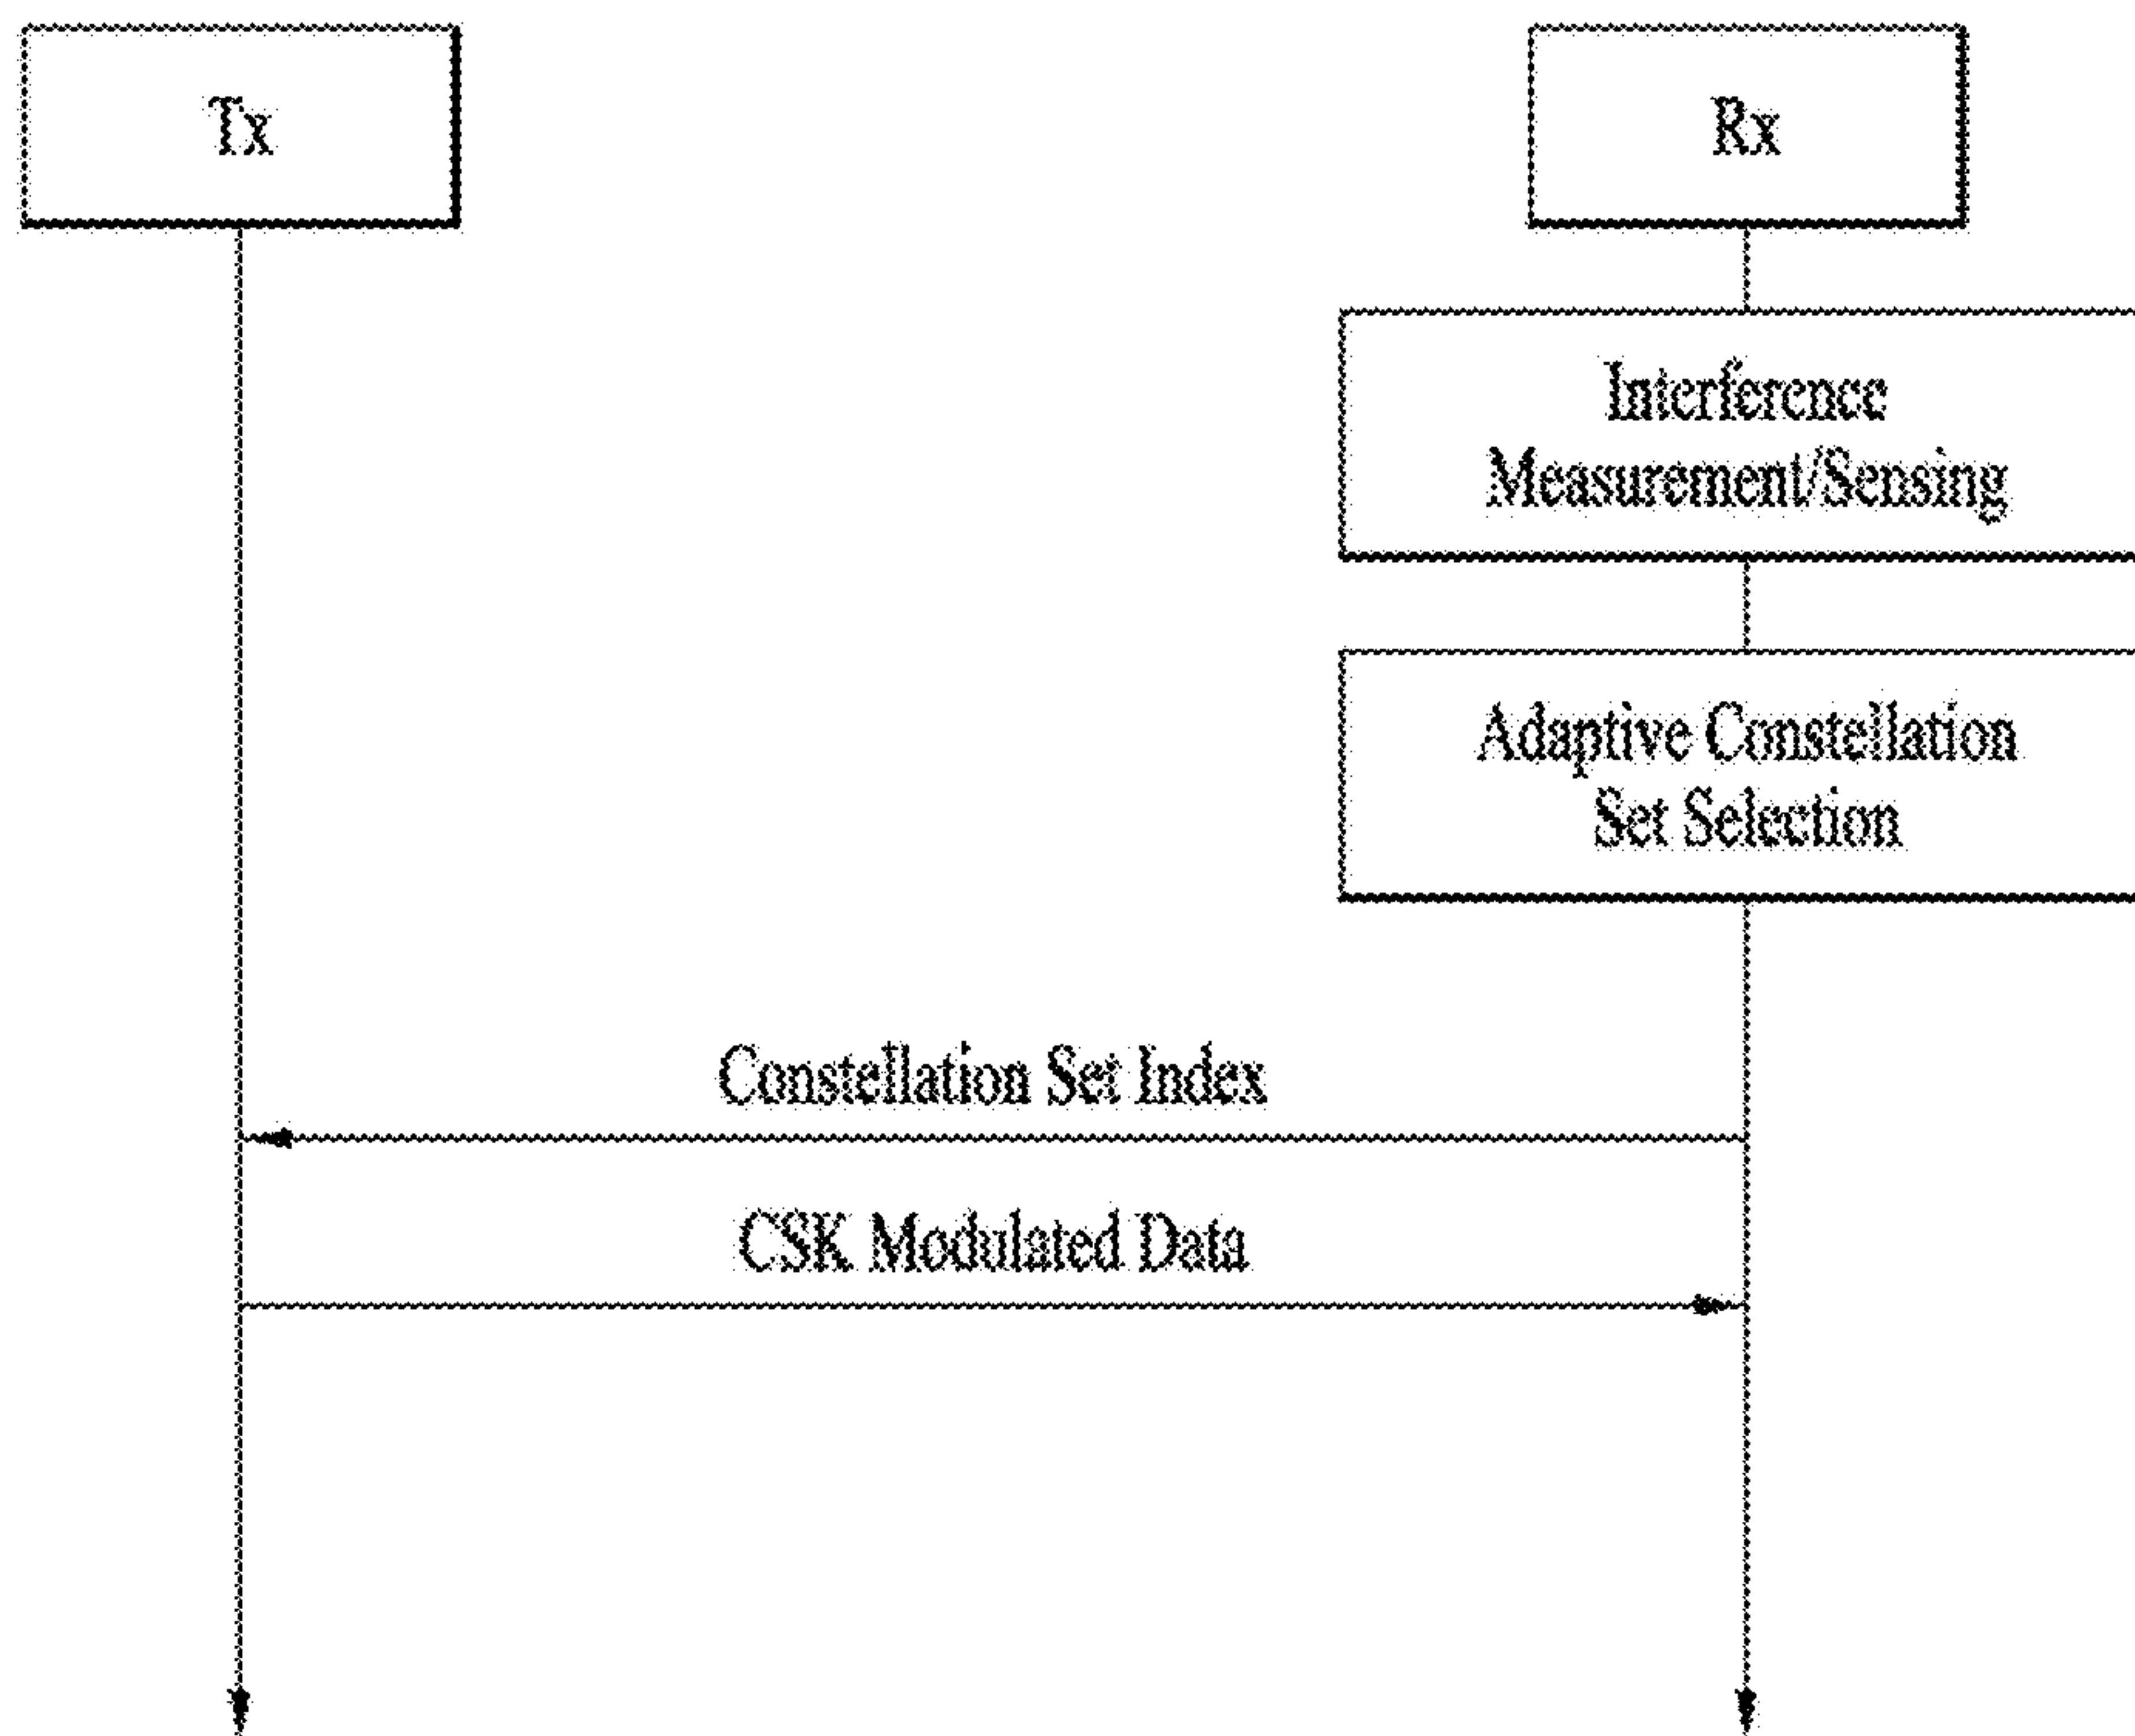 Tx
Rx
Interference
Measurement/Sensing
Adaptive Constellation
Set Selection
Constellation Set Index
CSK Modulated Data